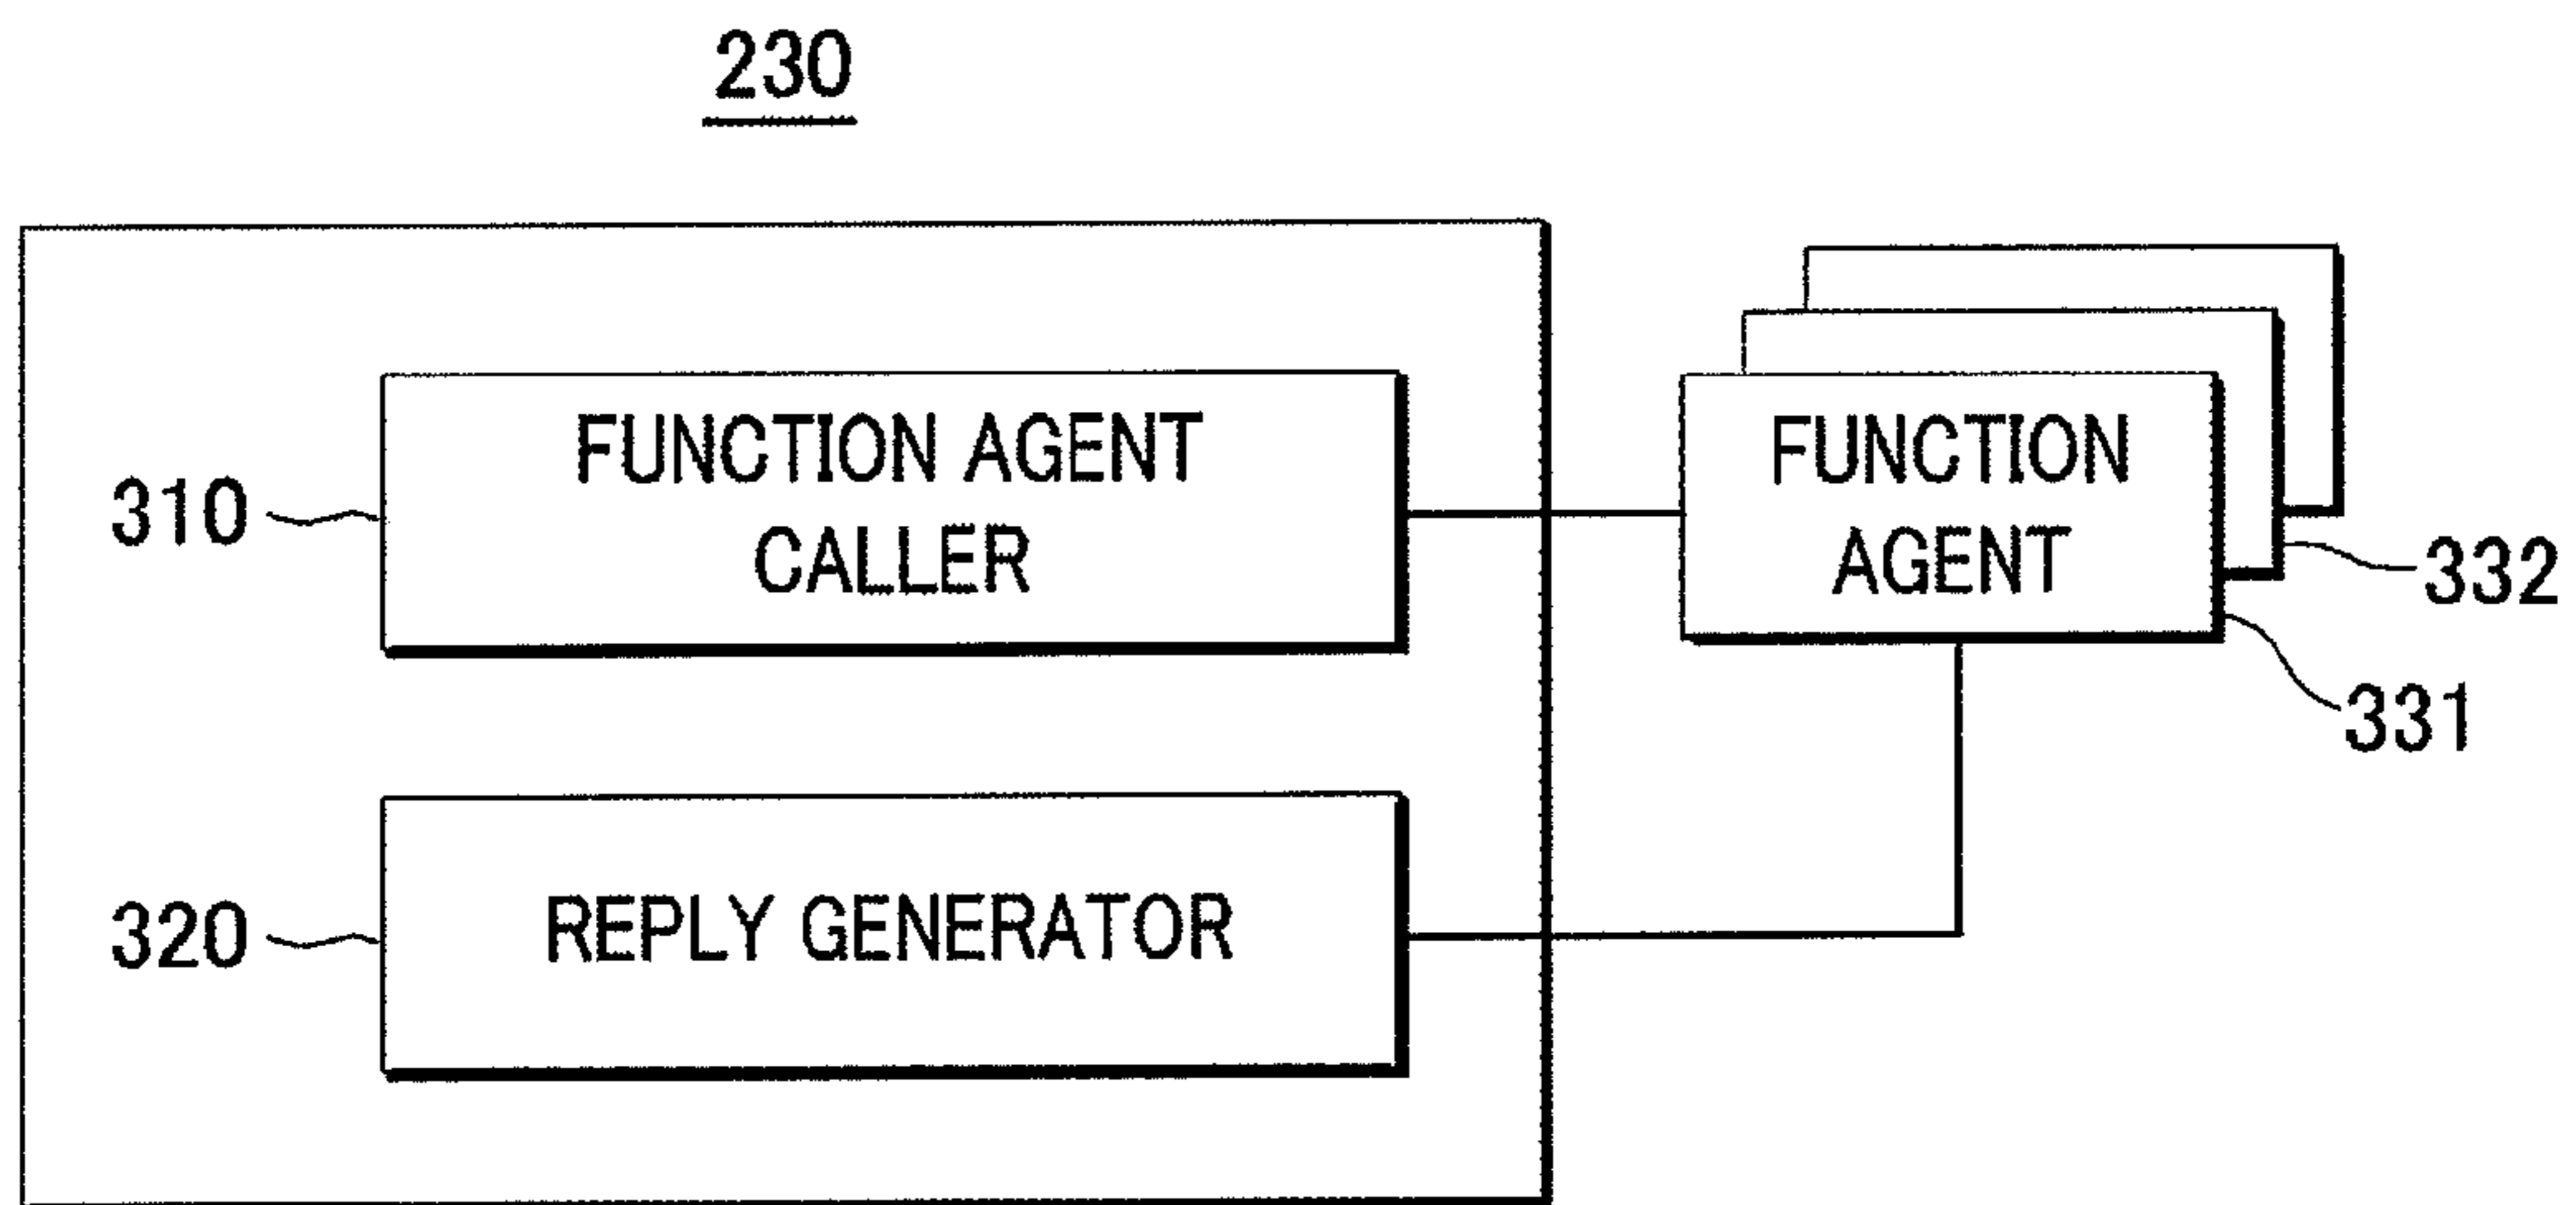 230
310
FUNCTION AGENT
CALLER
FUNCTION
AGENT
332
331
320
REPLY GENERATOR